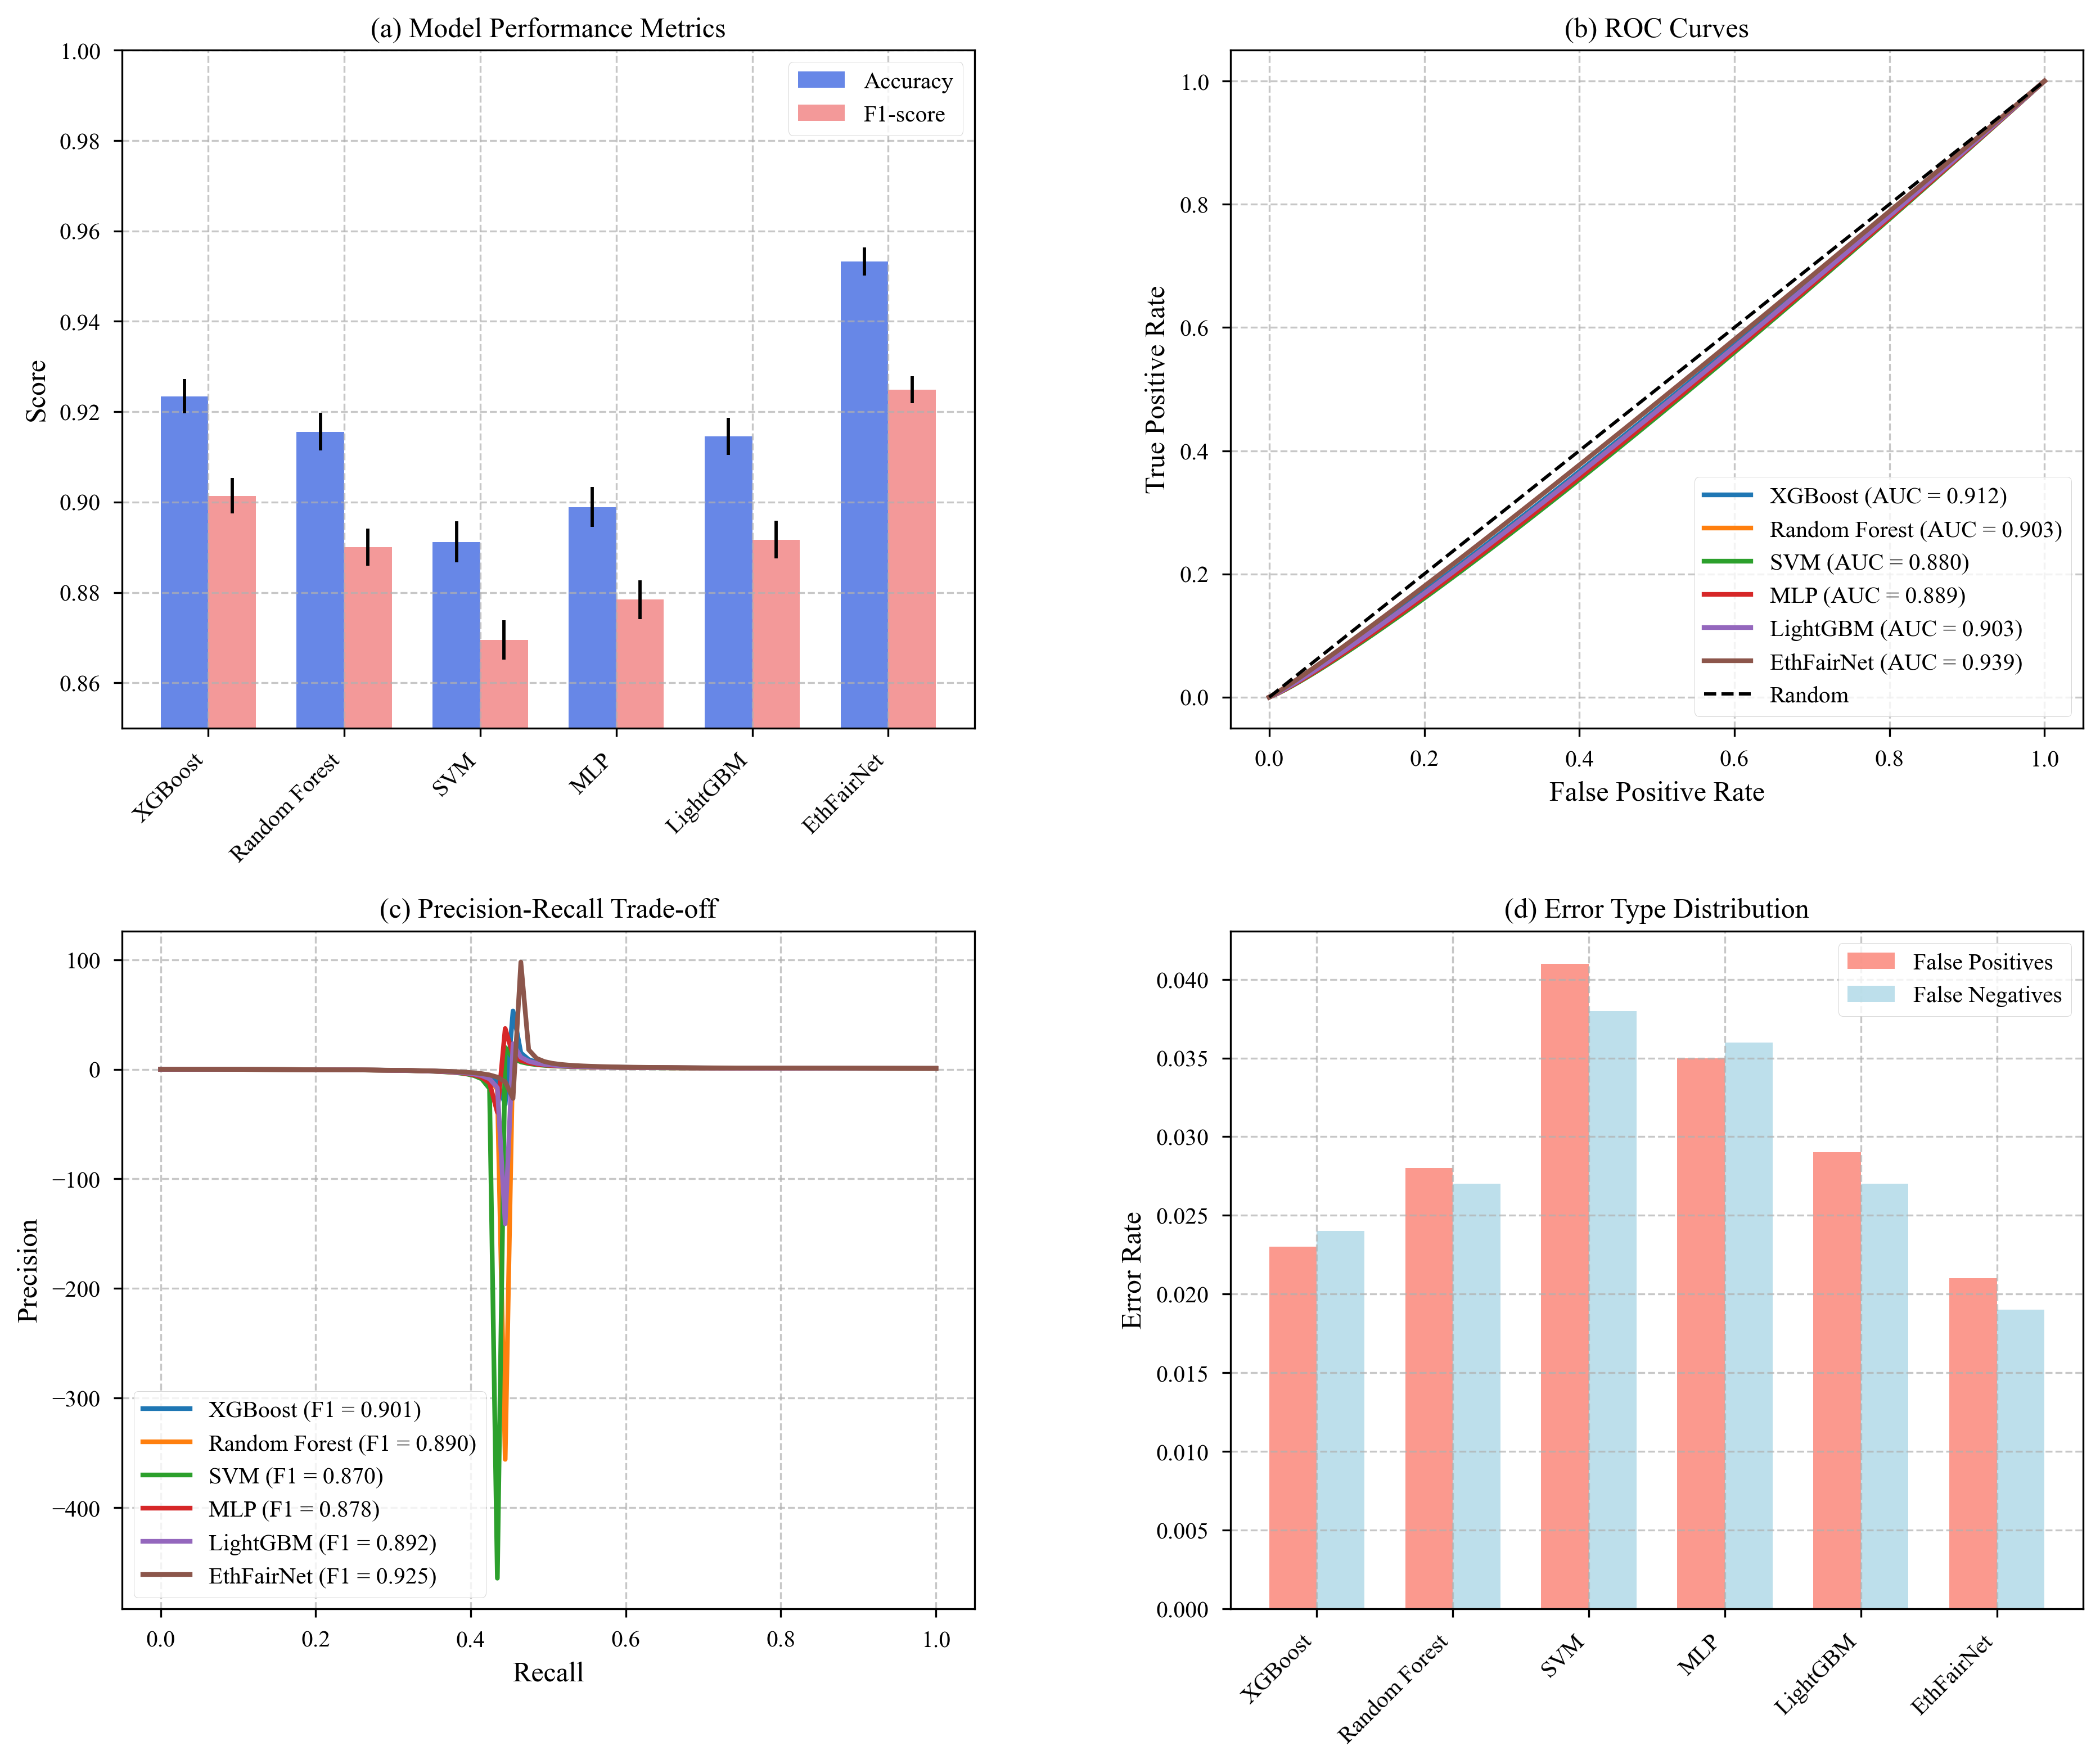 (a) Model Performance Metrics
1.00
0.98
0.96
0.94
0.92
0.90
0.88
0.86
Score
Accuracy
F1-score
XGBoost
Random Forest
SVM
MLP
LightGBM
EthFairNet
(b) ROC Curves
1.0
0.8
0.6
0.4
0.2
0.0
True Positive Rate
XGBoost (AUC = 0.912)
Random Forest (AUC = 0.903)
SVM (AUC = 0.880)
MLP (AUC = 0.889)
LightGBM (AUC = 0.903)
EthFairNet (AUC = 0.939)
Random
0.0 0.2 0.4 0.6 0.8 1.0
False Positive Rate
(c) Precision-Recall Trade-off
100
0
−100
−200
−300
−400
Precision
XGBoost (F1 = 0.901)
Random Forest (F1 = 0.890)
SVM (F1 = 0.870)
MLP (F1 = 0.878)
LightGBM (F1 = 0.892)
EthFairNet (F1 = 0.925)
0.0 0.2 0.4 0.6 0.8 1.0
Recall
(d) Error Type Distribution
0.040
0.035
0.030
0.025
0.020
0.015
0.010
0.005
0.000
Error Rate
False Positives
False Negatives
XGBoost
Random Forest
SVM
MLP
LightGBM
EthFairNet